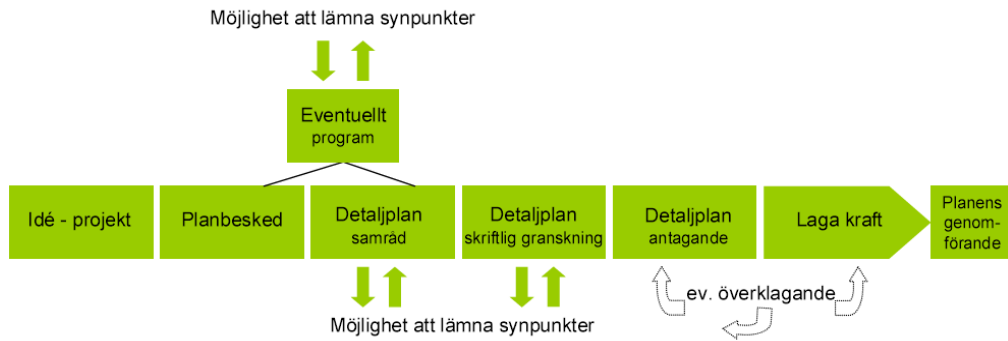 Möjlighet att lämna synpunkter
Eventuellt
program
Idé - projekt
Planbesked
Detaljplan
samråd
Detaljplan
skriftlig granskning
Detaljplan
antagande
Laga kraft
Planens
genom-
förande
ev. överklagande
Möjlighet att lämna synpunkter